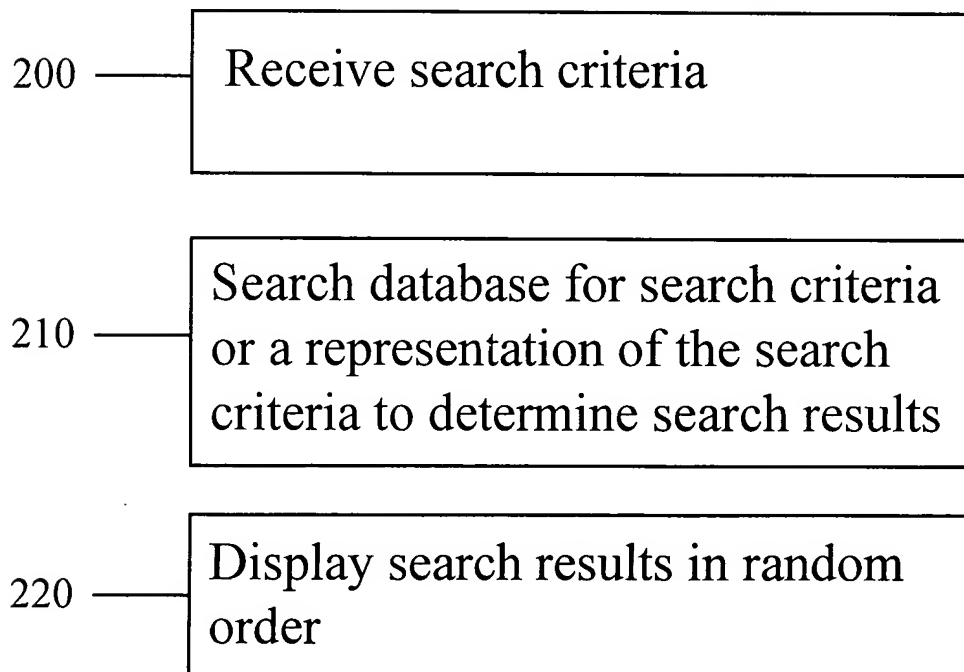 200
Receive search criteria
210
Search database for search criteria
or a representation of the search
criteria to determine search results
220
Display search results in random
order